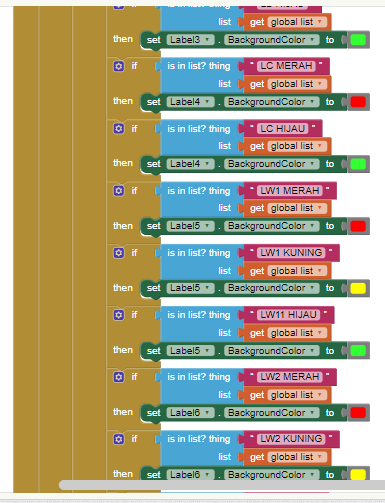 is in list? thing
list get global list
then set Label3 . BackgroundColor to
if is in list? thing " LC MERAH "
list get global list
then set Label4 . BackgroundColor to
if is in list? thing " LC HIJAU "
list get global list
then set Label4 . BackgroundColor to
if is in list? thing " LW1 MERAH "
list get global list
then set Label5 . BackgroundColor to
if is in list? thing " LW1 KUNING "
list get global list
then set Label5 . BackgroundColor to
if is in list? thing " LW11 HIJAU "
list get global list
then set Label5 . BackgroundColor to
if is in list? thing " LW2 MERAH "
list get global list
then set Label6 . BackgroundColor to
if is in list? thing " LW2 KUNING "
list get global list
then set Label6 . BackgroundColor to